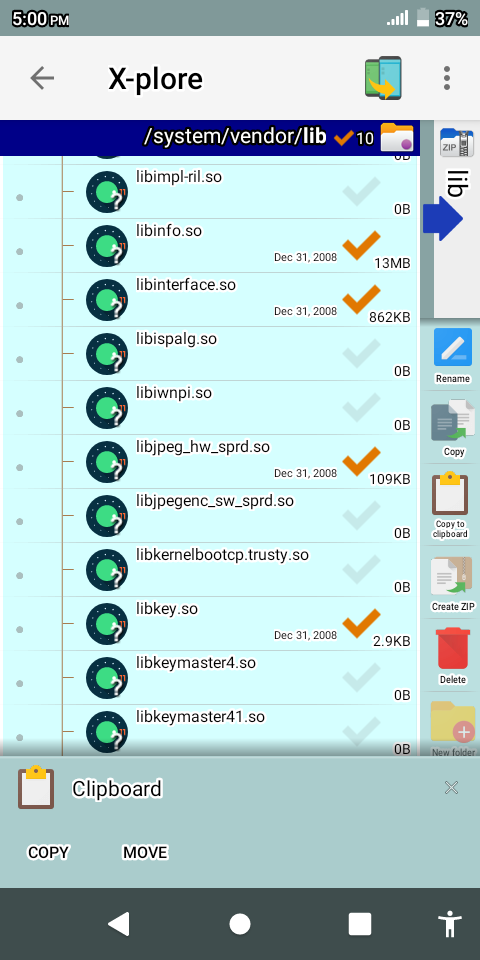 5:00 PM
37%
X-plore
/system/vendor/lib
10
ZIP
lib
0B
libimpl-ril.so
0B
libinfo.so
Dec 31, 2008
13MB
libinterface.so
Dec 31, 2008
862KB
libispalg.so
0B
libiwnpi.so
0B
libjpeg_hw_sprd.so
Dec 31, 2008
109KB
libjpegenc_sw_sprd.so
0B
libkernelbootcp.trusty.so
0B
libkey.so
Dec 31, 2008
2.9KB
libkeymaster4.so
0B
libkeymaster41.so
0B
Rename
Copy
Copy to
clipboard
Create ZIP
Delete
New folder
Clipboard
COPY
MOVE